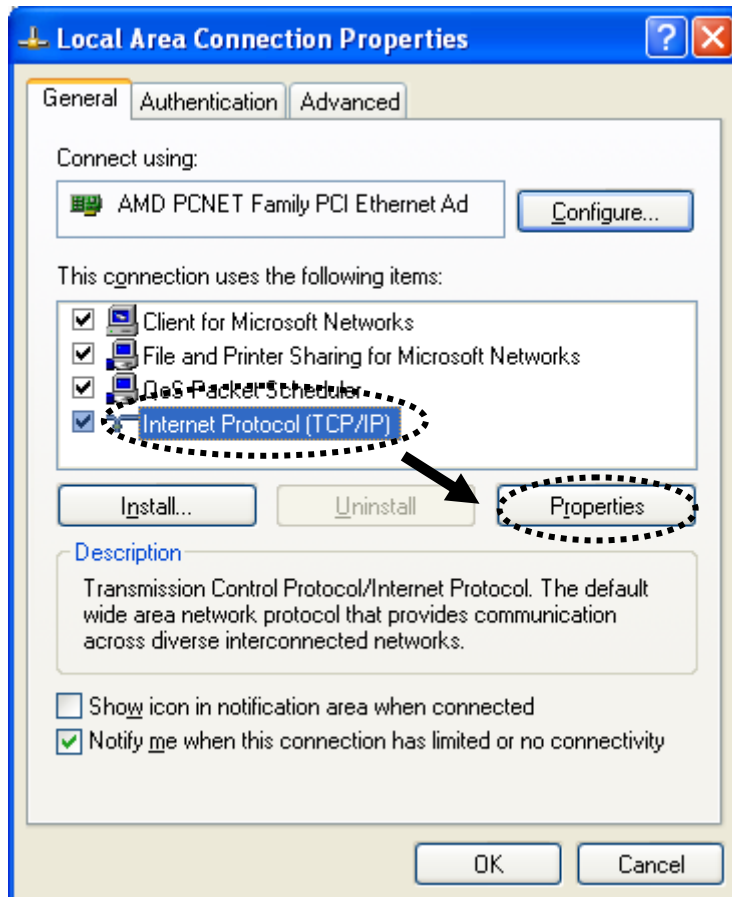 Local Area Connection Properties
General Authentication Advanced
Connect using:
AMD PCNET Family PCI Ethernet Ad
Configure...
This connection uses the following items:
Client for Microsoft Networks
File and Printer Sharing for Microsoft Networks
QoS Packet Scheduler
Internet Protocol (TCP/IP)
Install... Uninstall Properties
Description
Transmission Control Protocol/Internet Protocol. The default
wide area network protocol that provides communication
across diverse interconnected networks.
Show icon in notification area when connected
Notify me when this connection has limited or no connectivity
OK Cancel